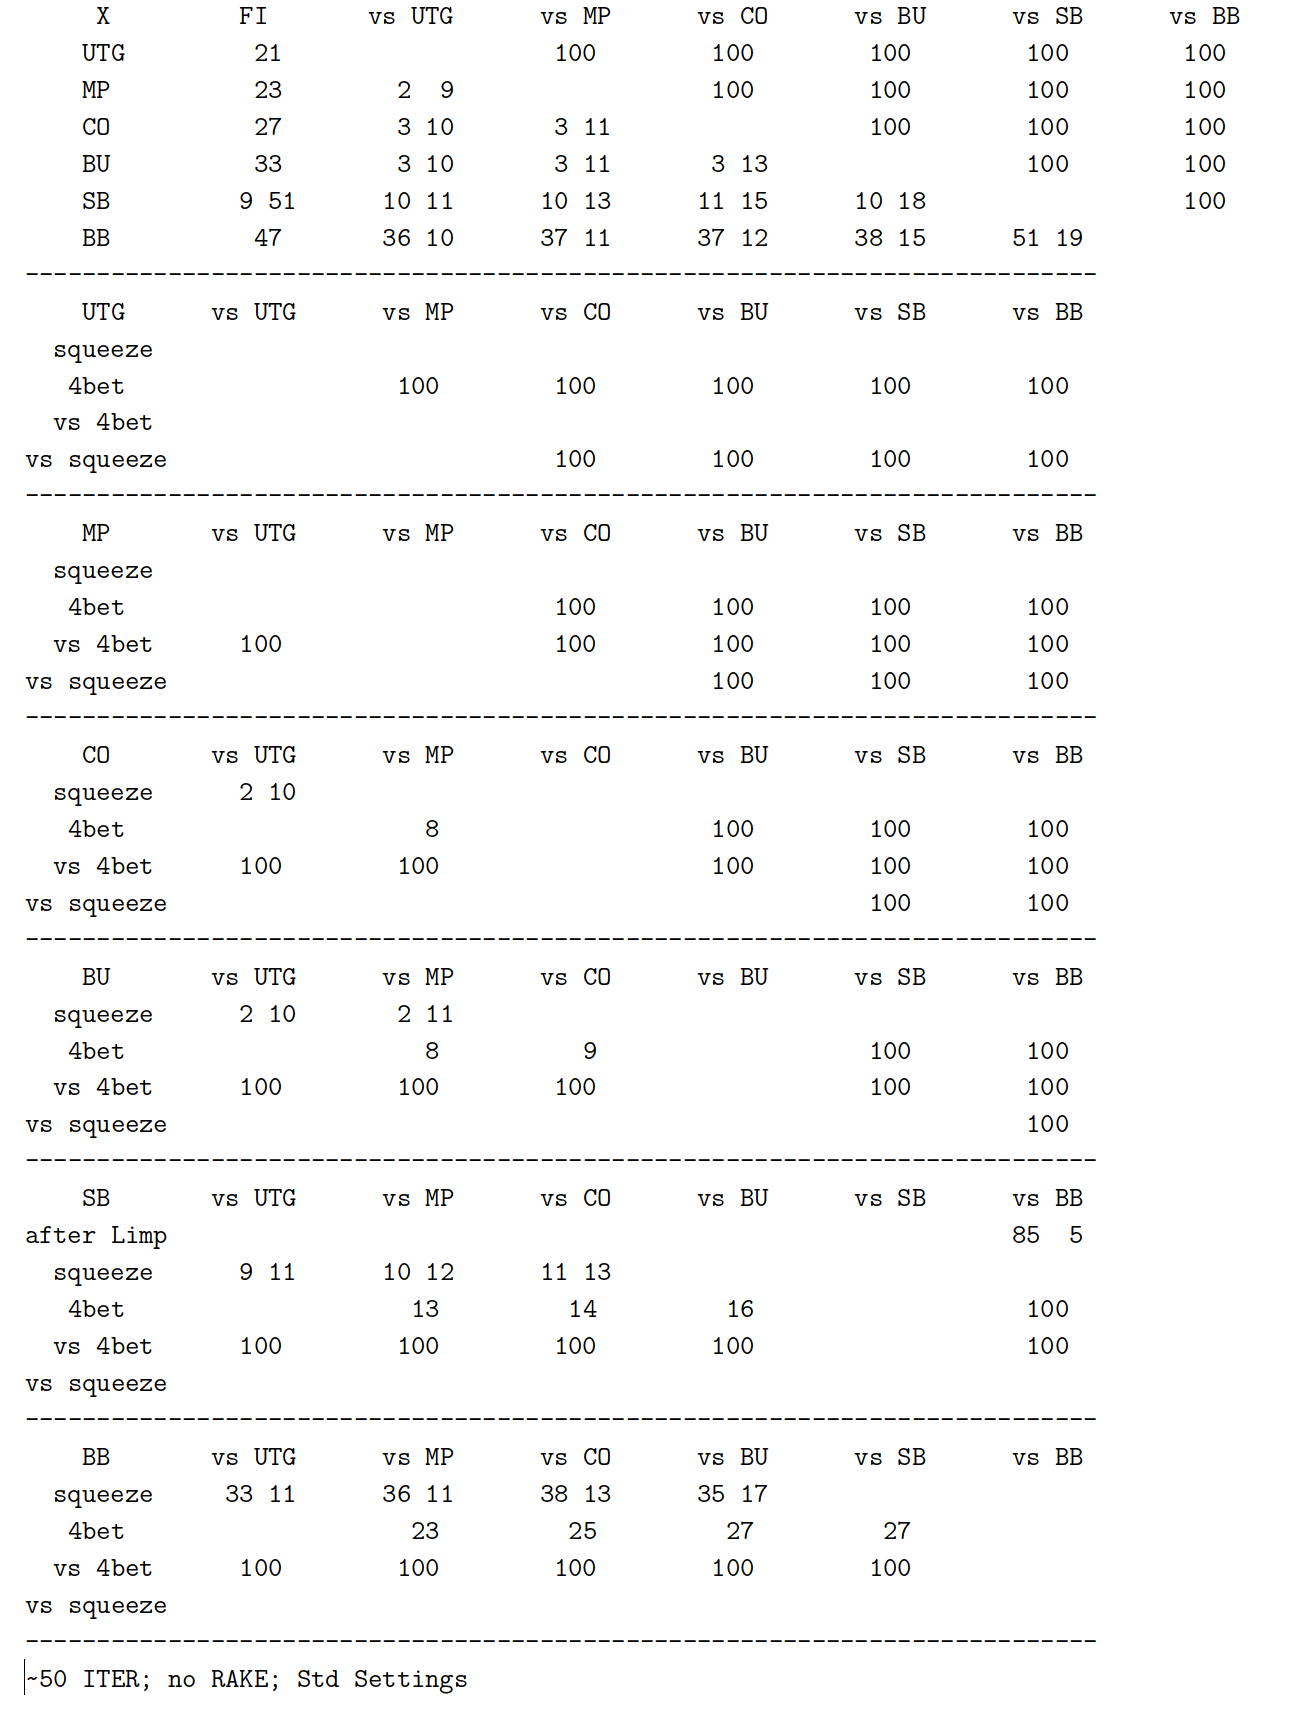 X FI vs UTG vs MP vs CO vs BU vs SB vs BB
UTG 21 100 100 100 100 100
MP 23 2 9 100 100 100 100
CO 27 3 10 3 11 100 100 100
BU 33 3 10 3 11 3 13 100 100
SB 9 51 10 11 10 13 11 15 10 18 100
BB 47 36 10 37 11 37 12 38 15 51 19
---------------------------------------------------------------------------
UTG vs UTG vs MP vs CO vs BU vs SB vs BB
squeeze
4bet 100 100 100 100 100
vs 4bet
vs squeeze 100 100 100 100
---------------------------------------------------------------------------
MP vs UTG vs MP vs CO vs BU vs SB vs BB
squeeze
4bet 100 100 100 100
vs 4bet 100 100 100 100 100
vs squeeze 100 100 100
---------------------------------------------------------------------------
CO vs UTG vs MP vs CO vs BU vs SB vs BB
squeeze 2 10
4bet 8 100 100 100
vs 4bet 100 100 100 100 100
vs squeeze 100 100
---------------------------------------------------------------------------
BU vs UTG vs MP vs CO vs BU vs SB vs BB
squeeze 2 10 2 11
4bet 8 9 100 100
vs 4bet 100 100 100 100 100
vs squeeze 100
---------------------------------------------------------------------------
SB vs UTG vs MP vs CO vs BU vs SB vs BB
after Limp 85 5
squeeze 9 11 10 12 11 13
4bet 13 14 16 100
vs 4bet 100 100 100 100 100
vs squeeze
---------------------------------------------------------------------------
BB vs UTG vs MP vs CO vs BU vs SB vs BB
squeeze 33 11 36 11 38 13 35 17
4bet 23 25 27 27
vs 4bet 100 100 100 100 100
vs squeeze
---------------------------------------------------------------------------
~50 ITER; no RAKE; Std Settings